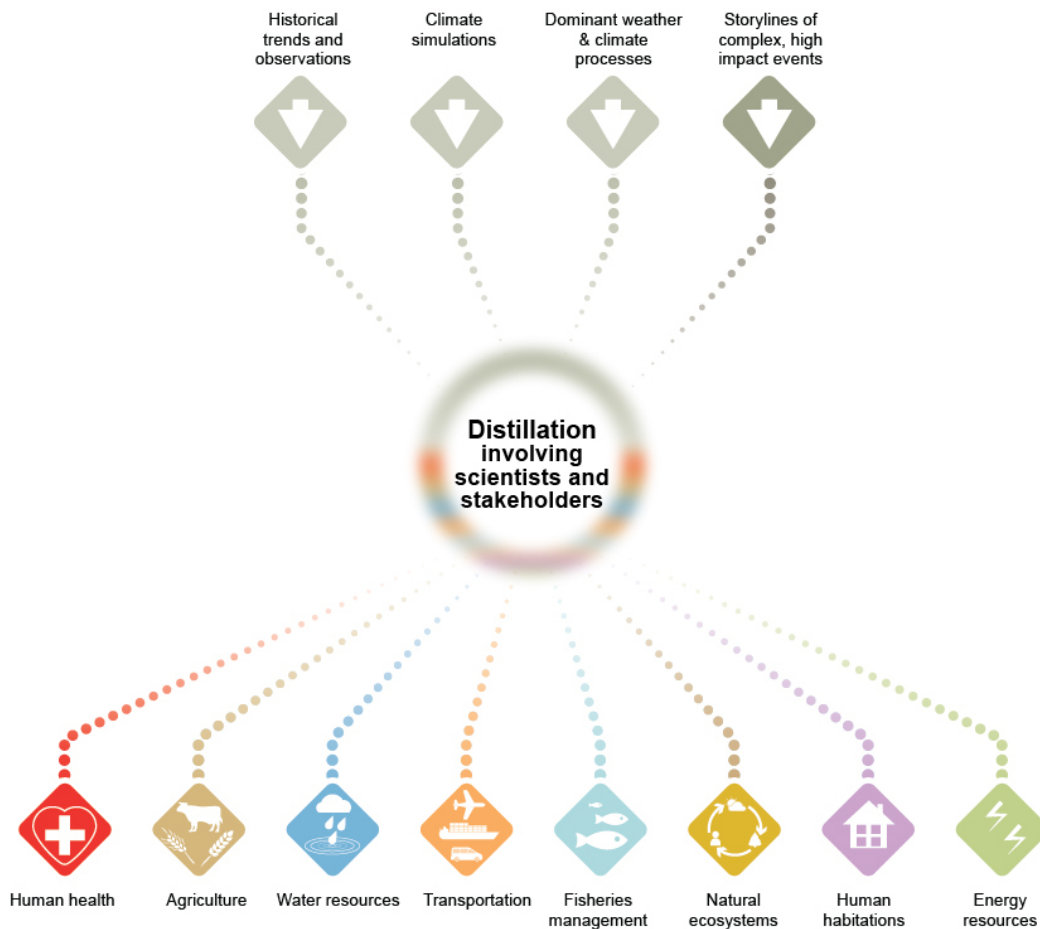 Historical
trends and
observations
Climate
simulations
Dominant weather
& climate
processes
Storylines of
complex, high
impact events
Distillation
involving
scientists and
stakeholders
Human health
Agriculture
Water resources
Transportation
Fisheries
management
Natural
ecosystems
Human
habitations
Energy
resources